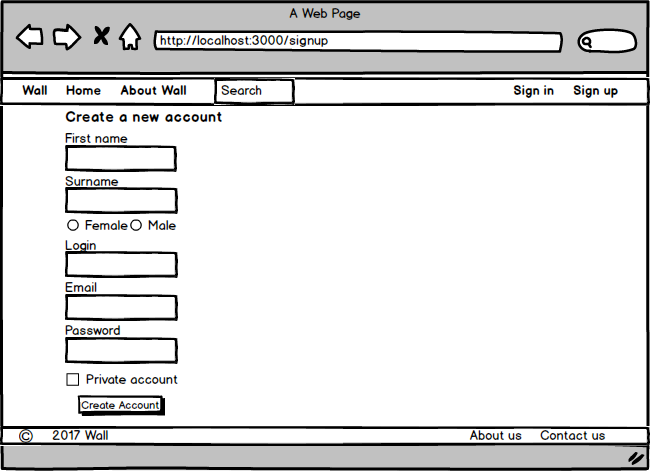 A Web Page
http://localhost:3000/signup
Wall Home About Wall Search Sign in Sign up
Create a new account
First name
Surname
Female Male
Login
Email
Password
Private account
Create Account
© 2017 Wall About us Contact us